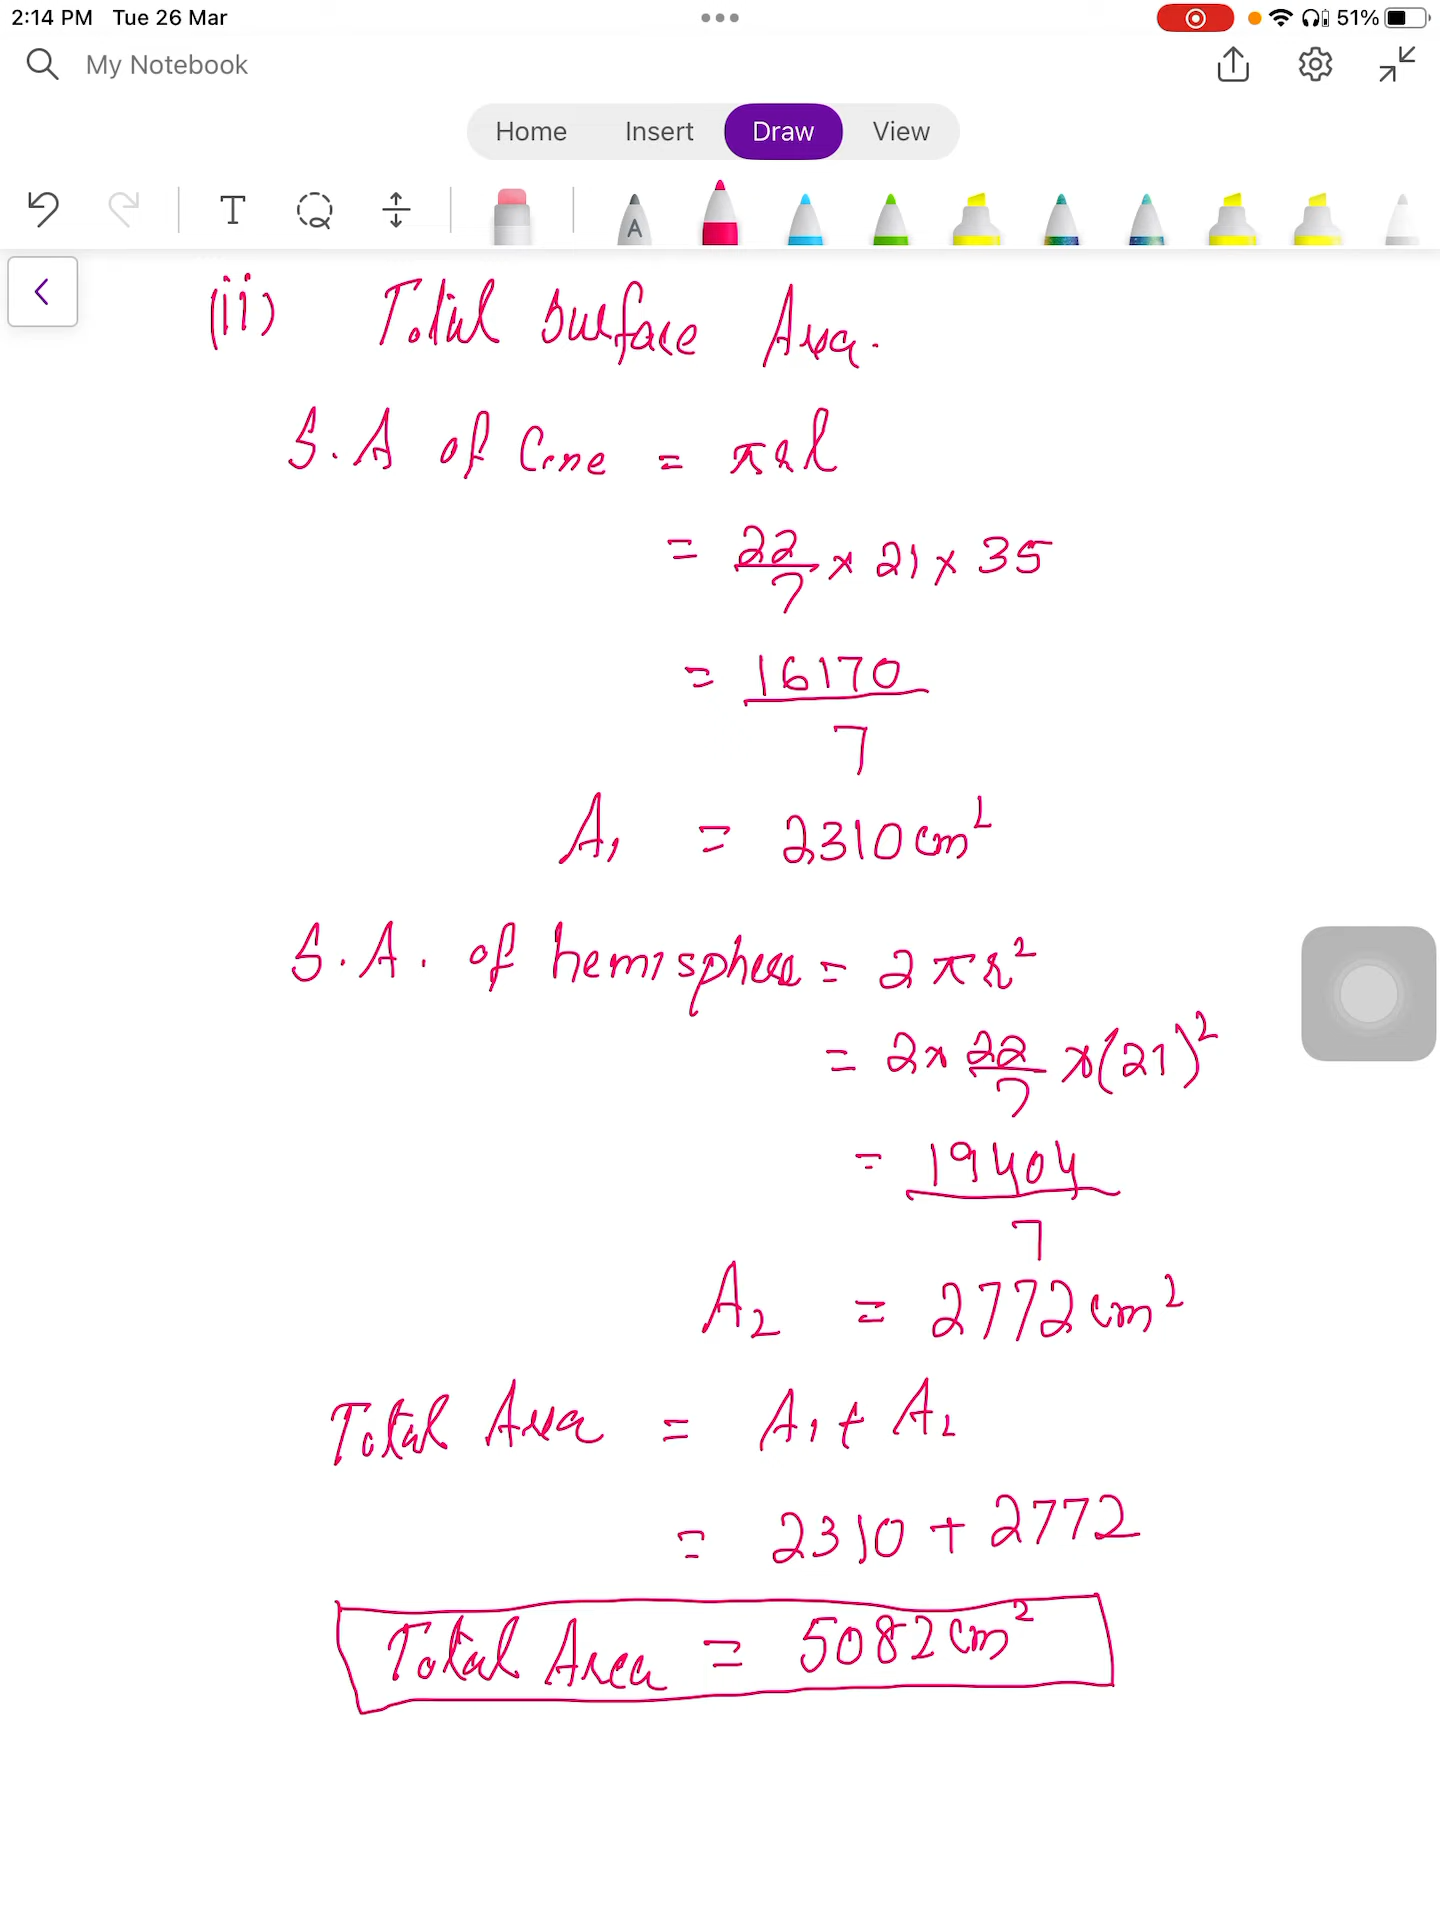 2:14 PM Tue 26 Mar
51%
My Notebook
Home Insert Draw View
T
A
(ii) Total Surface Area.
S.A of Cone = πrl
= 22/7 × 21 × 35
= 16170/7
A₁ = 2310 cm²
S.A. of hemisphere = 2πr²
= 2 × 22/7 × (21)²
= 19404/7
A₂ = 2772 cm²
Total Area = A₁ + A₂
= 2310 + 2772
Total Area = 5082 cm²